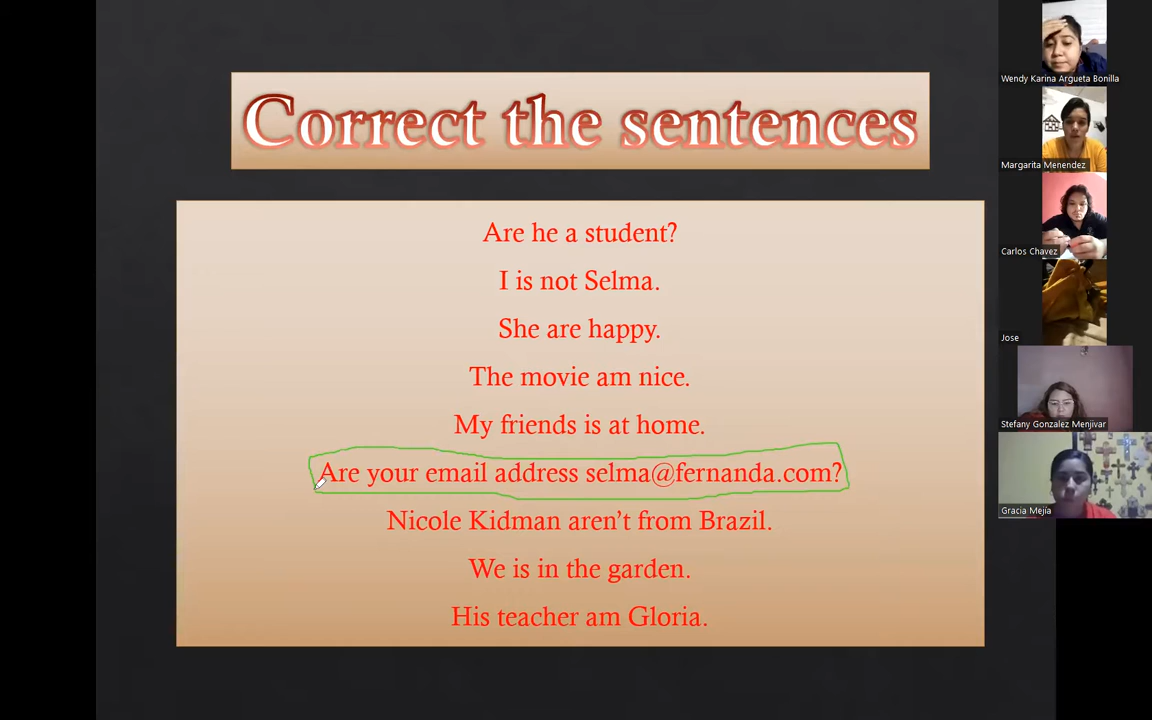 Correct the sentences
Are he a student?
I is not Selma.
She are happy.
The movie am nice.
My friends is at home.
Are your email address selma@fernanda.com?
Nicole Kidman aren't from Brazil.
We is in the garden.
His teacher am Gloria.
Wendy Karina Argueta Bonilla
Margarita Menendez
Carlos Chavez
Jose
Stefany Gonzalez Menjivar
Gracia Mejía